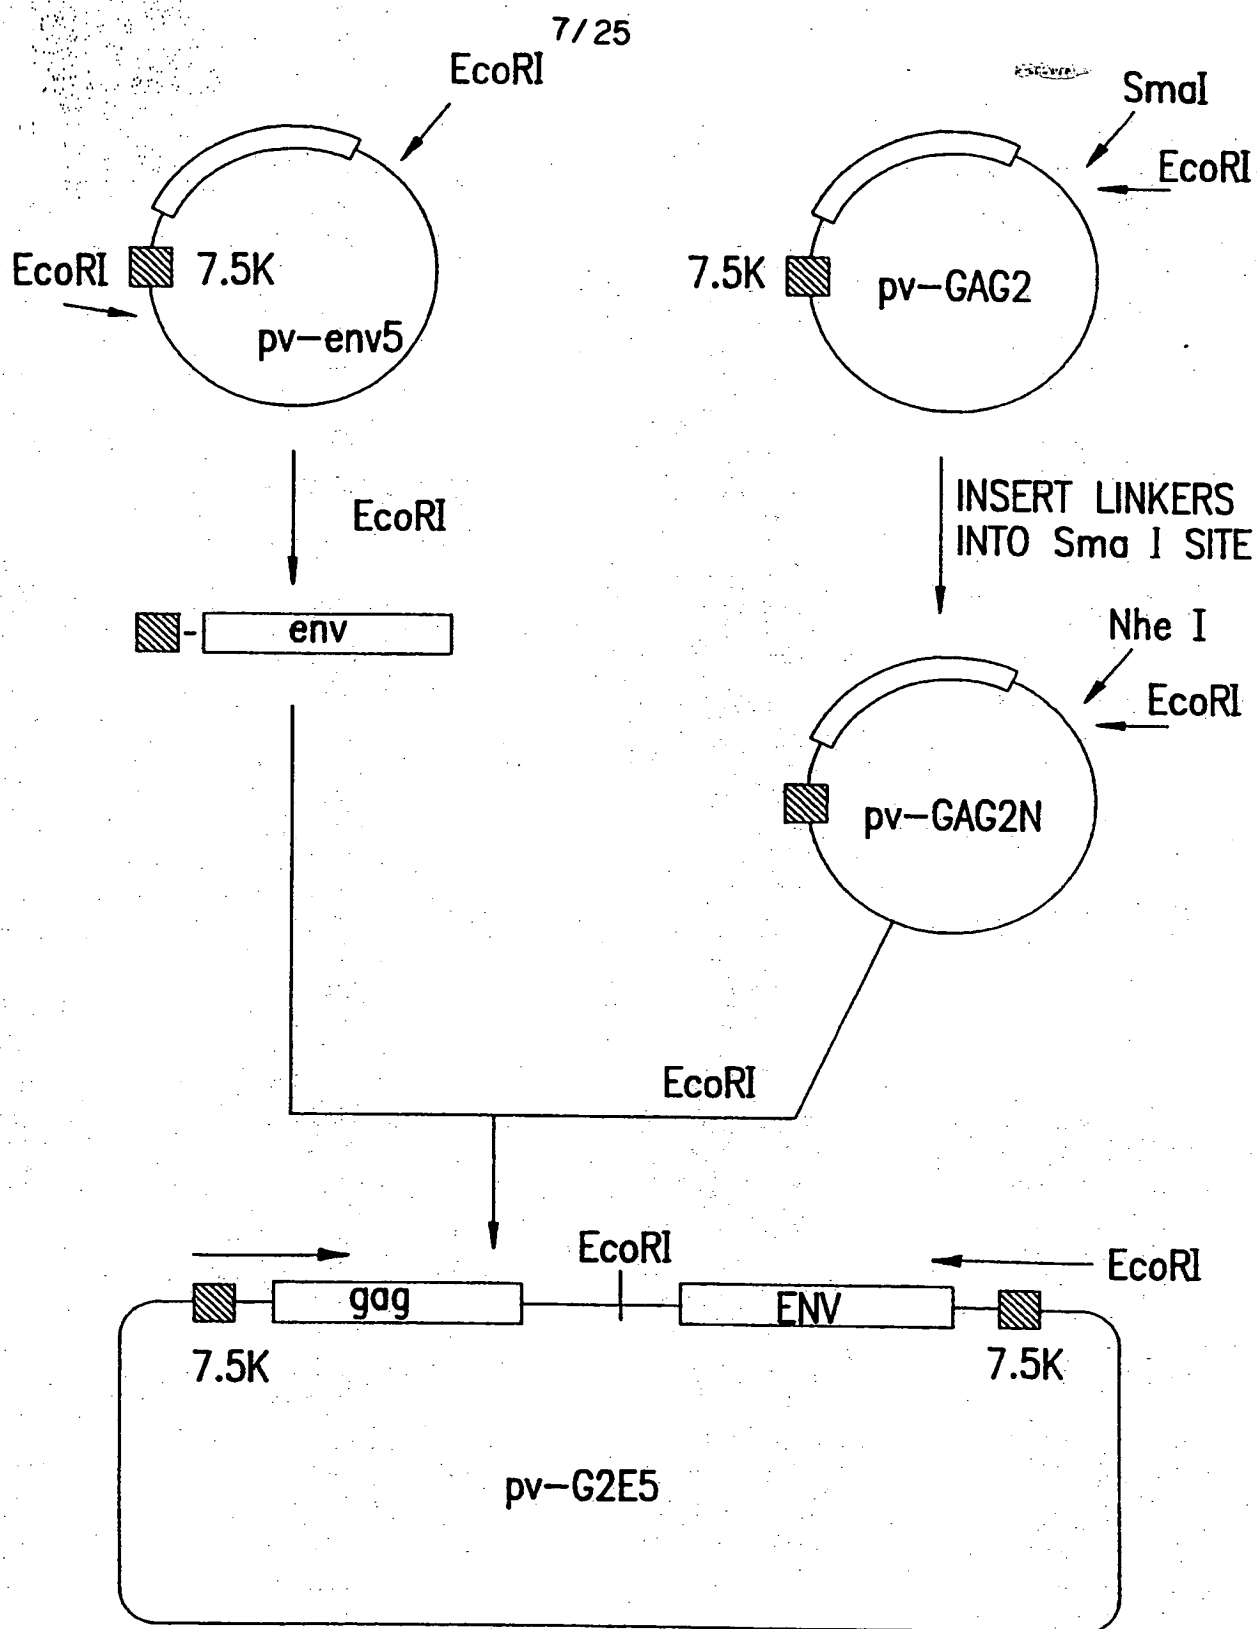 7/25
EcoRI
SmaI
EcoRI
EcoRI
7.5K
7.5K
pv-GAG2
pv-env5
EcoRI
INSERT LINKERS
INTO Sma I SITE
env
Nhe I
EcoRI
pv-GAG2N
EcoRI
EcoRI
EcoRI
gag
ENV
7.5K
7.5K
pv-G2E5